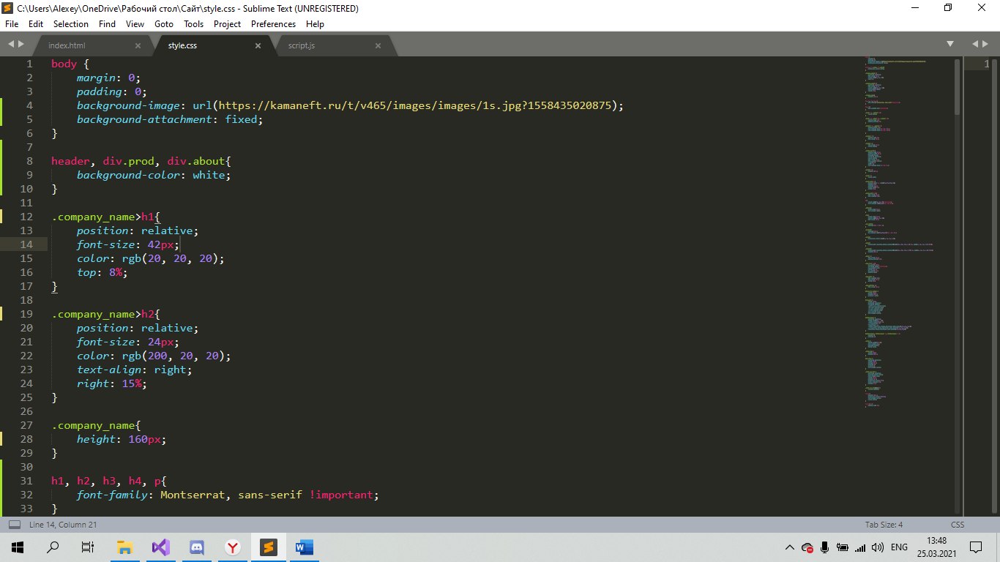 C:\Users\Alexey\OneDrive\Рабочий стол\Сайт\style.css - Sublime Text (UNREGISTERED)
File Edit Selection Find View Goto Tools Project Preferences Help
index.html style.css script.js
1 body {
2 margin: 0;
3 padding: 0;
4 background-image: url(https://kamaneft.ru/t/v465/images/images/1s.jpg?1558435020875);
5 background-attachment: fixed;
6 }
7
8 header, div.prod, div.about{
9 background-color: white;
10 }
11
12 .company_name>h1{
13 position: relative;
14 font-size: 42px;
15 color: rgb(20, 20, 20);
16 top: 8%;
17 }
18
19 .company_name>h2{
20 position: relative;
21 font-size: 24px;
22 color: rgb(200, 20, 20);
23 text-align: right;
24 right: 15%;
25 }
26
27 .company_name{
28 height: 160px;
29 }
30
31 h1, h2, h3, h4, p{
32 font-family: Montserrat, sans-serif !important;
33 }
1
Line 14, Column 21 Tab Size: 4 CSS
ENG 13:48
25.03.2021